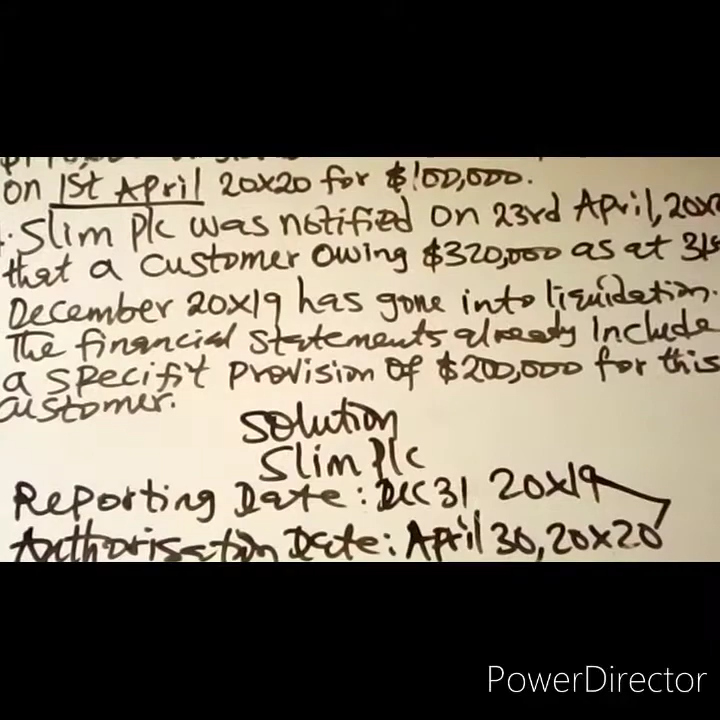 on 1st April 20x20 for $100,000.
Slim Plc was notified on 23rd April, 20x
that a customer owing $320,000 as at 31s
December 20x19 has gone into liquidation.
The financial statements already Include
a specifit provision of $200,000 for this
customer.
Solution
Slim Plc
Reporting Date: Dec 31 20x19
Authorisation Date: April 30, 20x20
PowerDirector